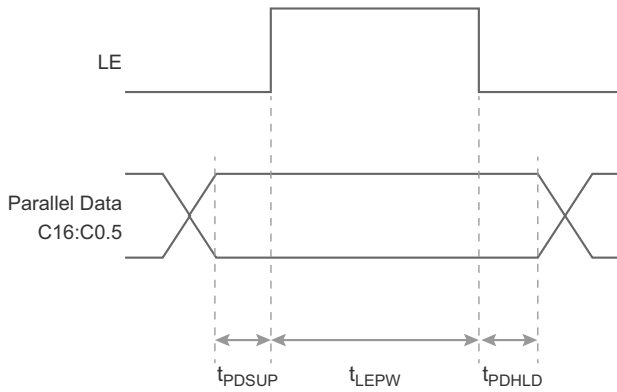 LE
Parallel Data
C16:C0.5
tPDSUP
tLEPW
tPDHLD